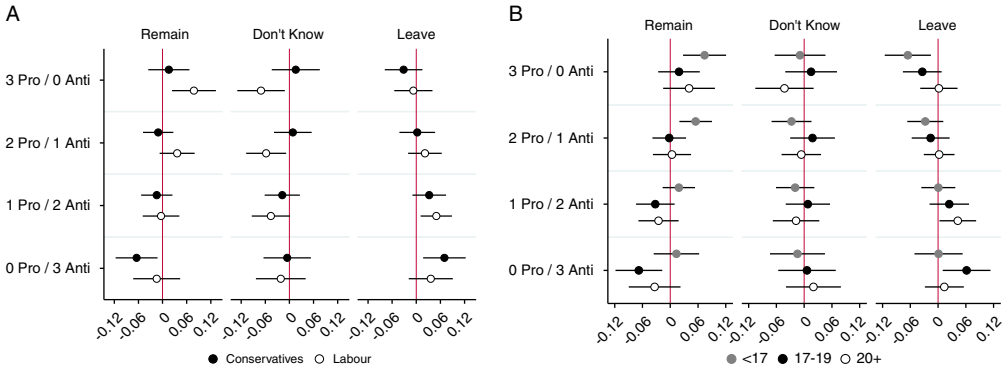 A
Remain Don't Know Leave
3 Pro / 0 Anti
2 Pro / 1 Anti
1 Pro / 2 Anti
0 Pro / 3 Anti
-0.12 -0.06 0 0.06 0.12 -0.12 -0.06 0 0.06 0.12 -0.12 -0.06 0 0.06 0.12
Conservatives Labour
B
Remain Don't Know Leave
3 Pro / 0 Anti
2 Pro / 1 Anti
1 Pro / 2 Anti
0 Pro / 3 Anti
-0.12 -0.06 0 0.06 0.12 -0.12 -0.06 0 0.06 0.12 -0.12 -0.06 0 0.06 0.12
<17 17-19 20+